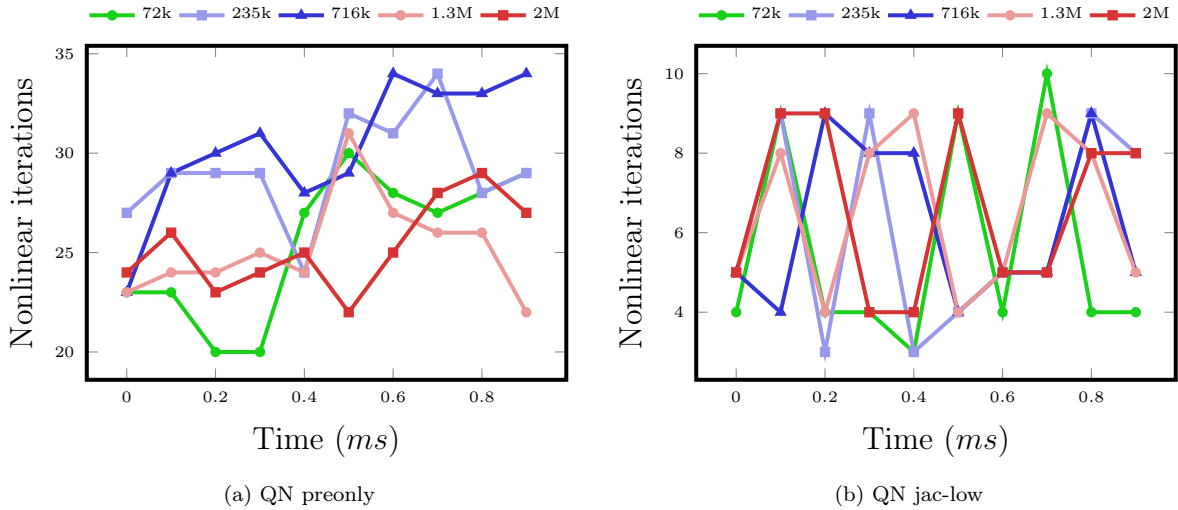 72k 235k 716k 1.3M 2M
35
30
25
20
Nonlinear iterations
0 0.2 0.4 0.6 0.8
Time (ms)
(a) QN preonly
72k 235k 716k 1.3M 2M
10
8
6
4
Nonlinear iterations
0 0.2 0.4 0.6 0.8
Time (ms)
(b) QN jac-low